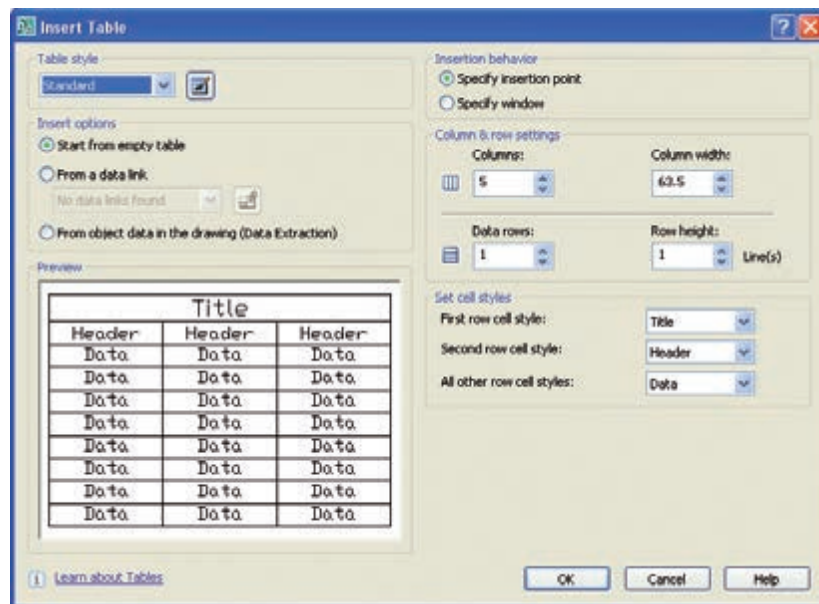 Insert Table
Table style
Standard
Insert options
Start from empty table
From a data link
No data links found
From object data in the drawing (Data Extraction)
Preview
Title
Header Header Header
Data Data Data
Data Data Data
Data Data Data
Data Data Data
Data Data Data
Data Data Data
Data Data Data
Data Data Data
Learn about Tables
Insertion behavior
Specify insertion point
Specify window
Column & row settings
Columns: Column width:
5 63.5
Data rows: Row height:
1 1 Line(s)
Set cell styles
First row cell style: Title
Second row cell style: Header
All other row cell styles: Data
OK Cancel Help